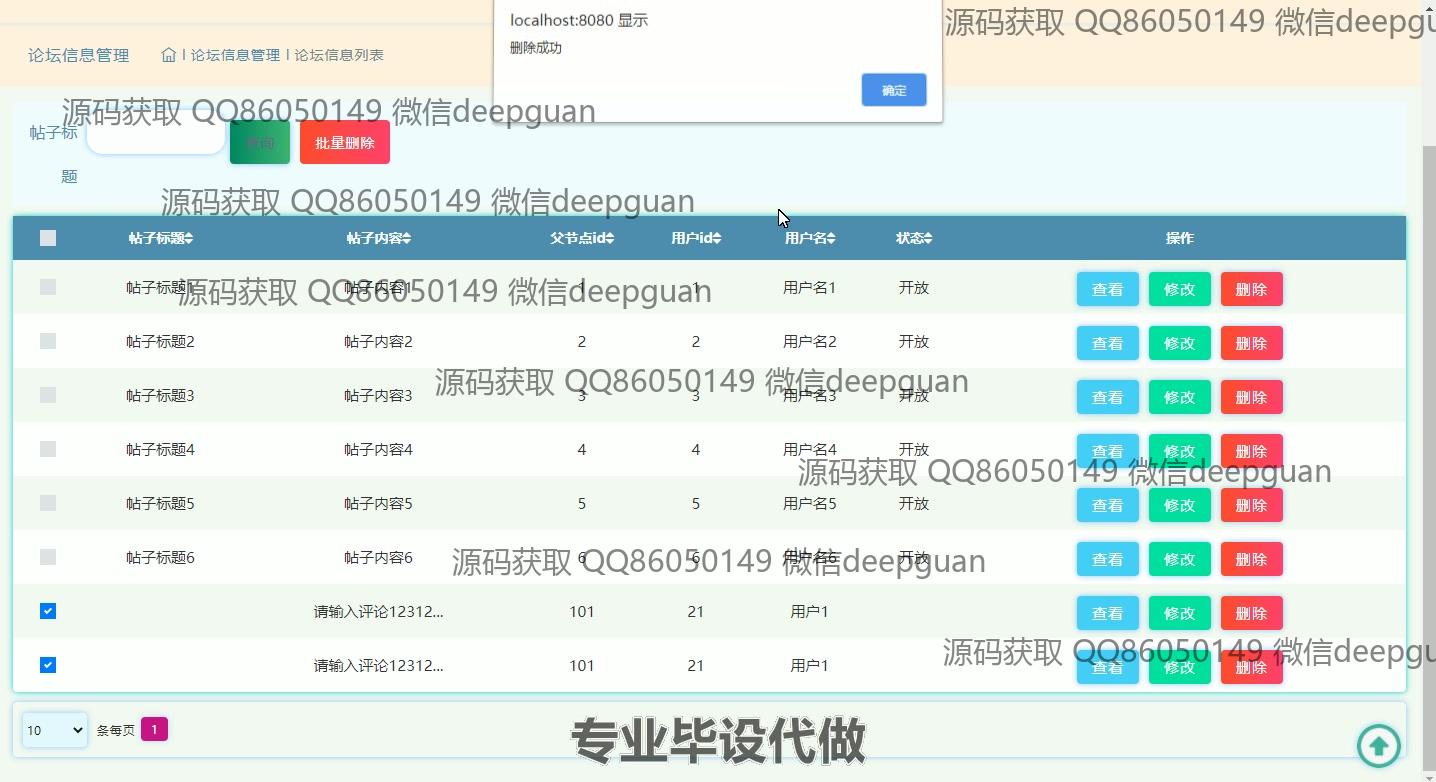 localhost:8080 显示
删除成功
确定
源码获取 QQ86050149 微信deepgu
论坛信息管理 | 论坛信息管理 | 论坛信息列表
源码获取 QQ86050149 微信deepguan
帖子标题 查询 批量删除
源码获取 QQ86050149 微信deepguan
帖子标题 帖子内容 父节点id 用户id 用户名 状态 操作
帖子标题1 帖子内容1 1 1 用户名1 开放 查看 修改 删除
源码获取 QQ86050149 微信deepguan
帖子标题2 帖子内容2 2 2 用户名2 开放 查看 修改 删除
帖子标题3 帖子内容3 3 3 用户名3 开放 查看 修改 删除
源码获取 QQ86050149 微信deepguan
帖子标题4 帖子内容4 4 4 用户名4 开放 查看 修改 删除
源码获取 QQ86050149 微信deepguan
帖子标题5 帖子内容5 5 5 用户名5 开放 查看 修改 删除
帖子标题6 帖子内容6 6 6 用户名6 开放 查看 修改 删除
源码获取 QQ86050149 微信deepguan
请输入评论12312... 101 21 用户1 查看 修改 删除
请输入评论12312... 101 21 用户1 查看 修改 删除
源码获取 QQ86050149 微信deepgu
10 条每页 1
专业毕设代做